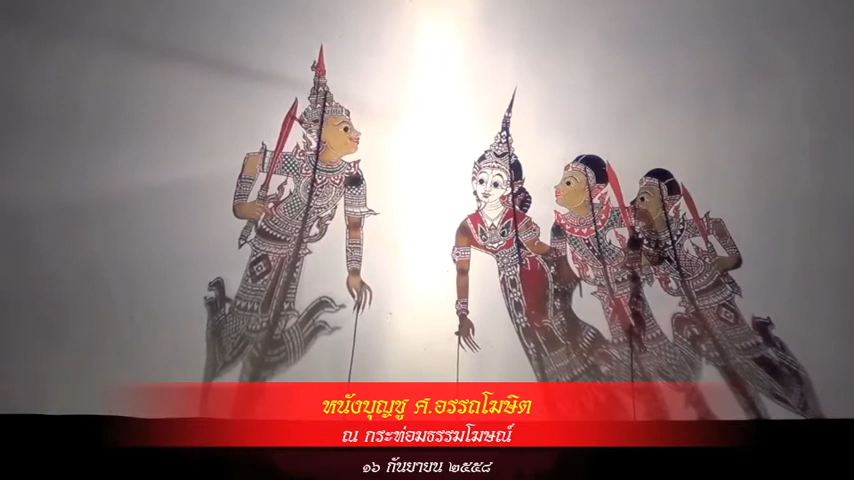 หนังบุญชู ศ.อรรถโฆษิต
ณ กระท่อมธรรมโฆษณ์
๑๖ กันยายน ๒๕๕๘